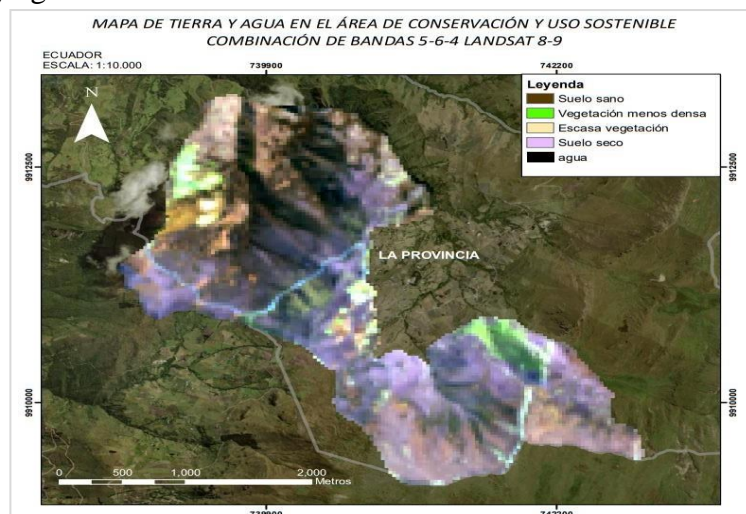 MAPA DE TIERRA Y AGUA EN EL ÁREA DE CONSERVACIÓN Y USO SOSTENIBLE
COMBINACIÓN DE BANDAS 5-6-4 LANDSAT 8-9
ECUADOR
ESCALA: 1:10.000
739900
742200
N
Leyenda
Suelo sano
Vegetación menos densa
Escasa vegetación
Suelo seco
agua
9912500
9912500
LA PROVINCIA
9910000
9910000
0 500 1,000 2,000
Metros
739900
742200